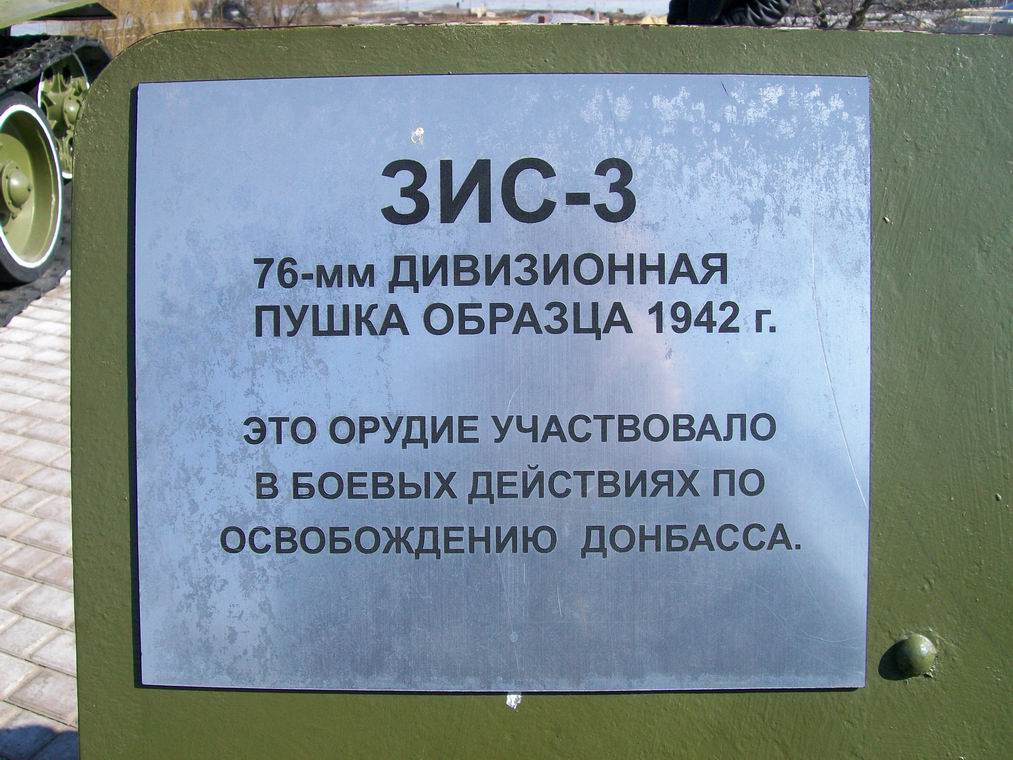 ЗИС-3
76-мм ДИВИЗИОННАЯ
ПУШКА ОБРАЗЦА 1942 г.
ЭТО ОРУДИЕ УЧАСТВОВАЛО
В БОЕВЫХ ДЕЙСТВИЯХ ПО
ОСВОБОЖДЕНИЮ ДОНБАССА.